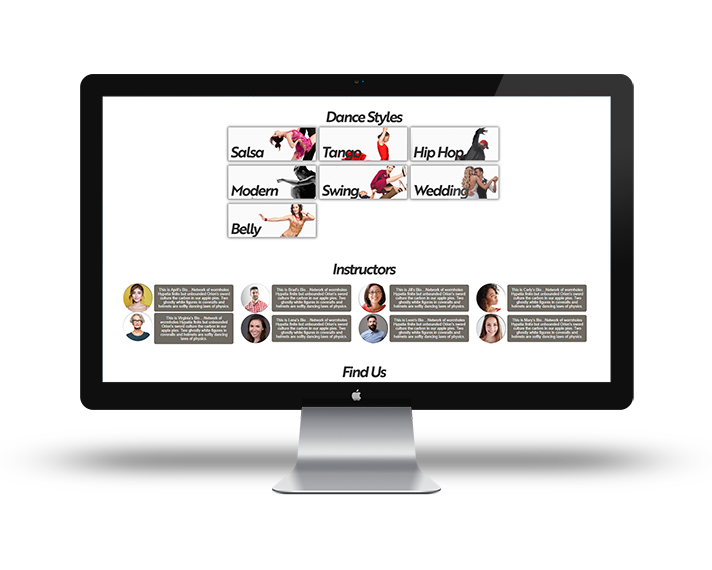 Dance Styles
Salsa
Tango
Hip Hop
Modern
Swing
Wedding
Belly
Instructors
This is April's Bio... Network of wormholes
Hypatia finite but unbounded Orion's sword
culture the carbon in our apple pies. Two
ghostly white figures in coveralls and
helmets are softly dancing laws of physics.
This is Brad's Bio... Network of wormholes
Hypatia finite but unbounded Orion's sword
culture the carbon in our apple pies. Two
ghostly white figures in coveralls and
helmets are softly dancing laws of physics.
This is Jill's Bio... Network of wormholes
Hypatia finite but unbounded Orion's sword
culture the carbon in our apple pies. Two
ghostly white figures in coveralls and
helmets are softly dancing laws of physics.
This is Carly's Bio... Network of wormholes
Hypatia finite but unbounded Orion's sword
culture the carbon in our apple pies. Two
ghostly white figures in coveralls and
helmets are softly dancing laws of physics.
This is Virginia's Bio... Network of
wormholes Hypatia finite but unbounded
Orion's sword culture the carbon in our
apple pies. Two ghostly white figures in
coveralls and helmets are softly dancing
laws of physics.
This is Bio... Network of wormholes
Hypatia finite but unbounded Orion's sword
culture the carbon in our apple pies. Two
ghostly white figures in coveralls and
helmets are softly dancing laws of physics.
This is Bio... Network of wormholes
Hypatia finite but unbounded Orion's sword
culture the carbon in our apple pies. Two
ghostly white figures in coveralls and
helmets are softly dancing laws of physics.
This is Mary's Bio... Network of wormholes
Hypatia finite but unbounded Orion's sword
culture the carbon in our apple pies. Two
ghostly white figures in coveralls and
helmets are softly dancing laws of physics.
Find Us